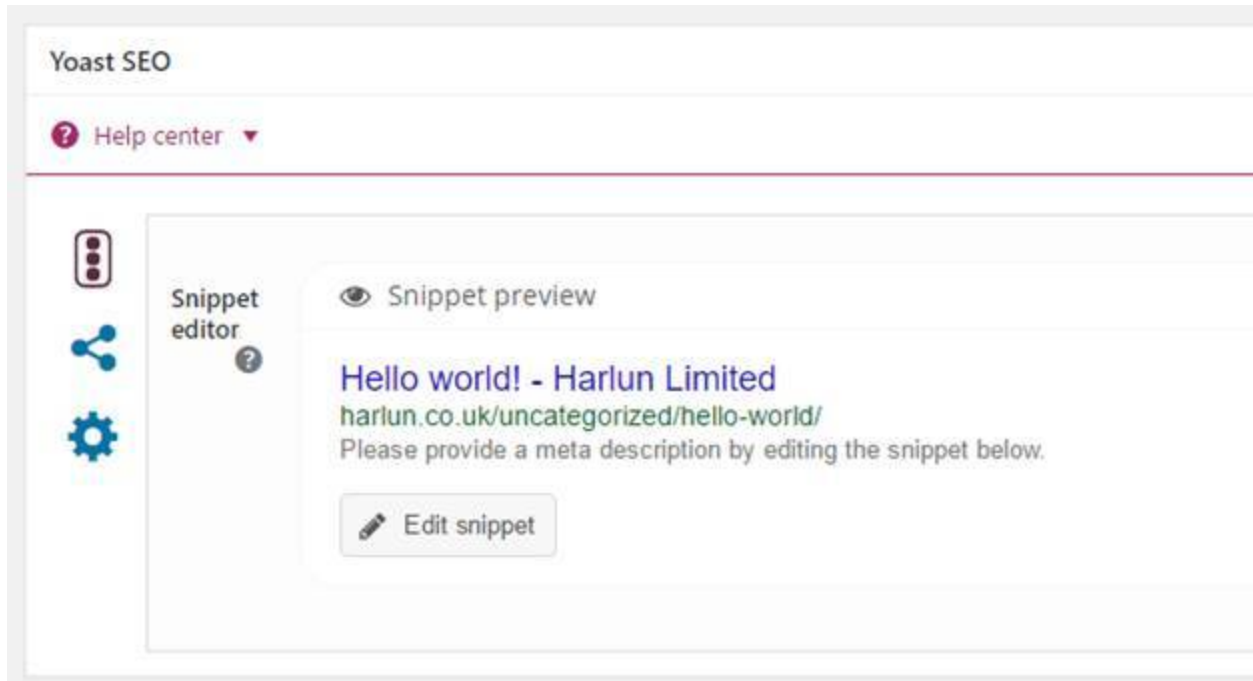 Yoast SEO
Help center
Snippet preview
Snippet
editor
Hello world! - Harlun Limited
harlun.co.uk/uncategorized/hello-world/
Please provide a meta description by editing the snippet below.
Edit snippet